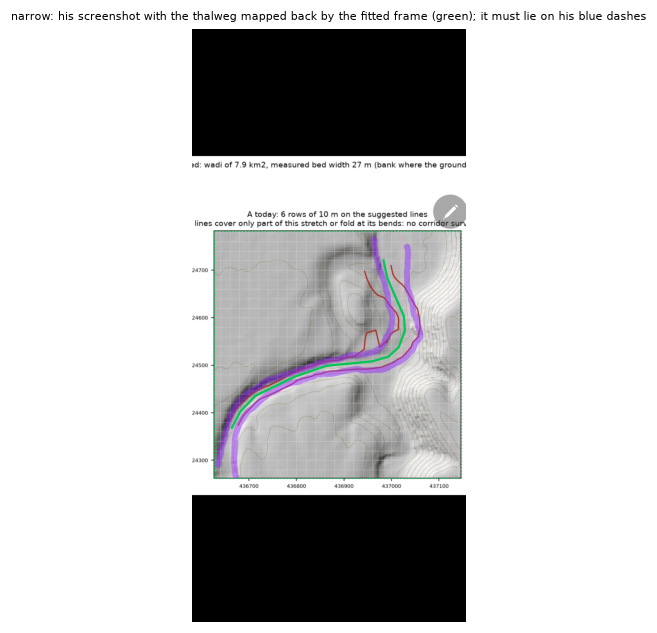 narrow: his screenshot with the thalweg mapped back by the fitted frame (green); it must lie on his blue dashes
ed: wadi of 7.9 km2, measured bed width 27 m (bank where the ground
A today: 6 rows of 10 m on the suggested lines
lines cover only part of this stretch or fold at its bends: no corridor surv
24700
24600
24500
24400
24300
436700 436800 436900 437000 437100